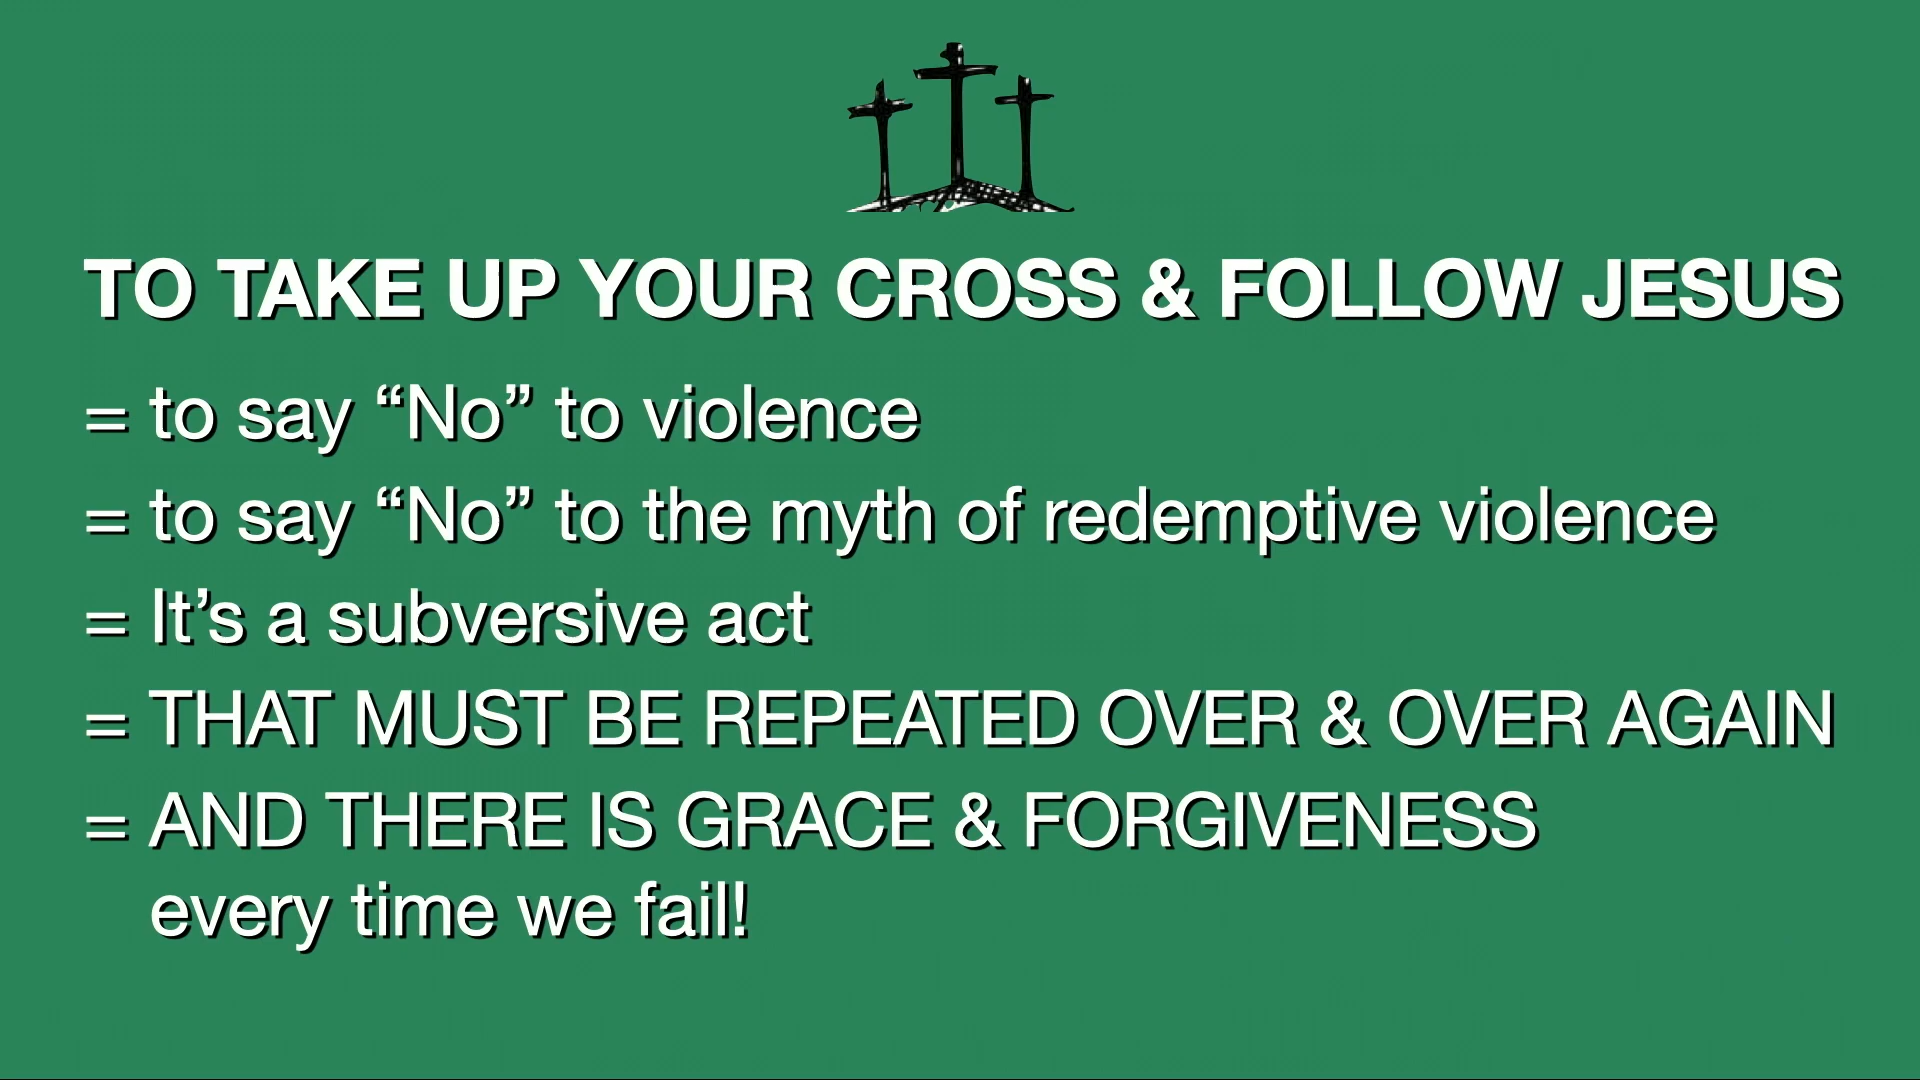 TO TAKE UP YOUR CROSS & FOLLOW JESUS
= to say “No” to violence
= to say “No” to the myth of redemptive violence
= It’s a subversive act
= THAT MUST BE REPEATED OVER & OVER AGAIN
= AND THERE IS GRACE & FORGIVENESS
every time we fail!